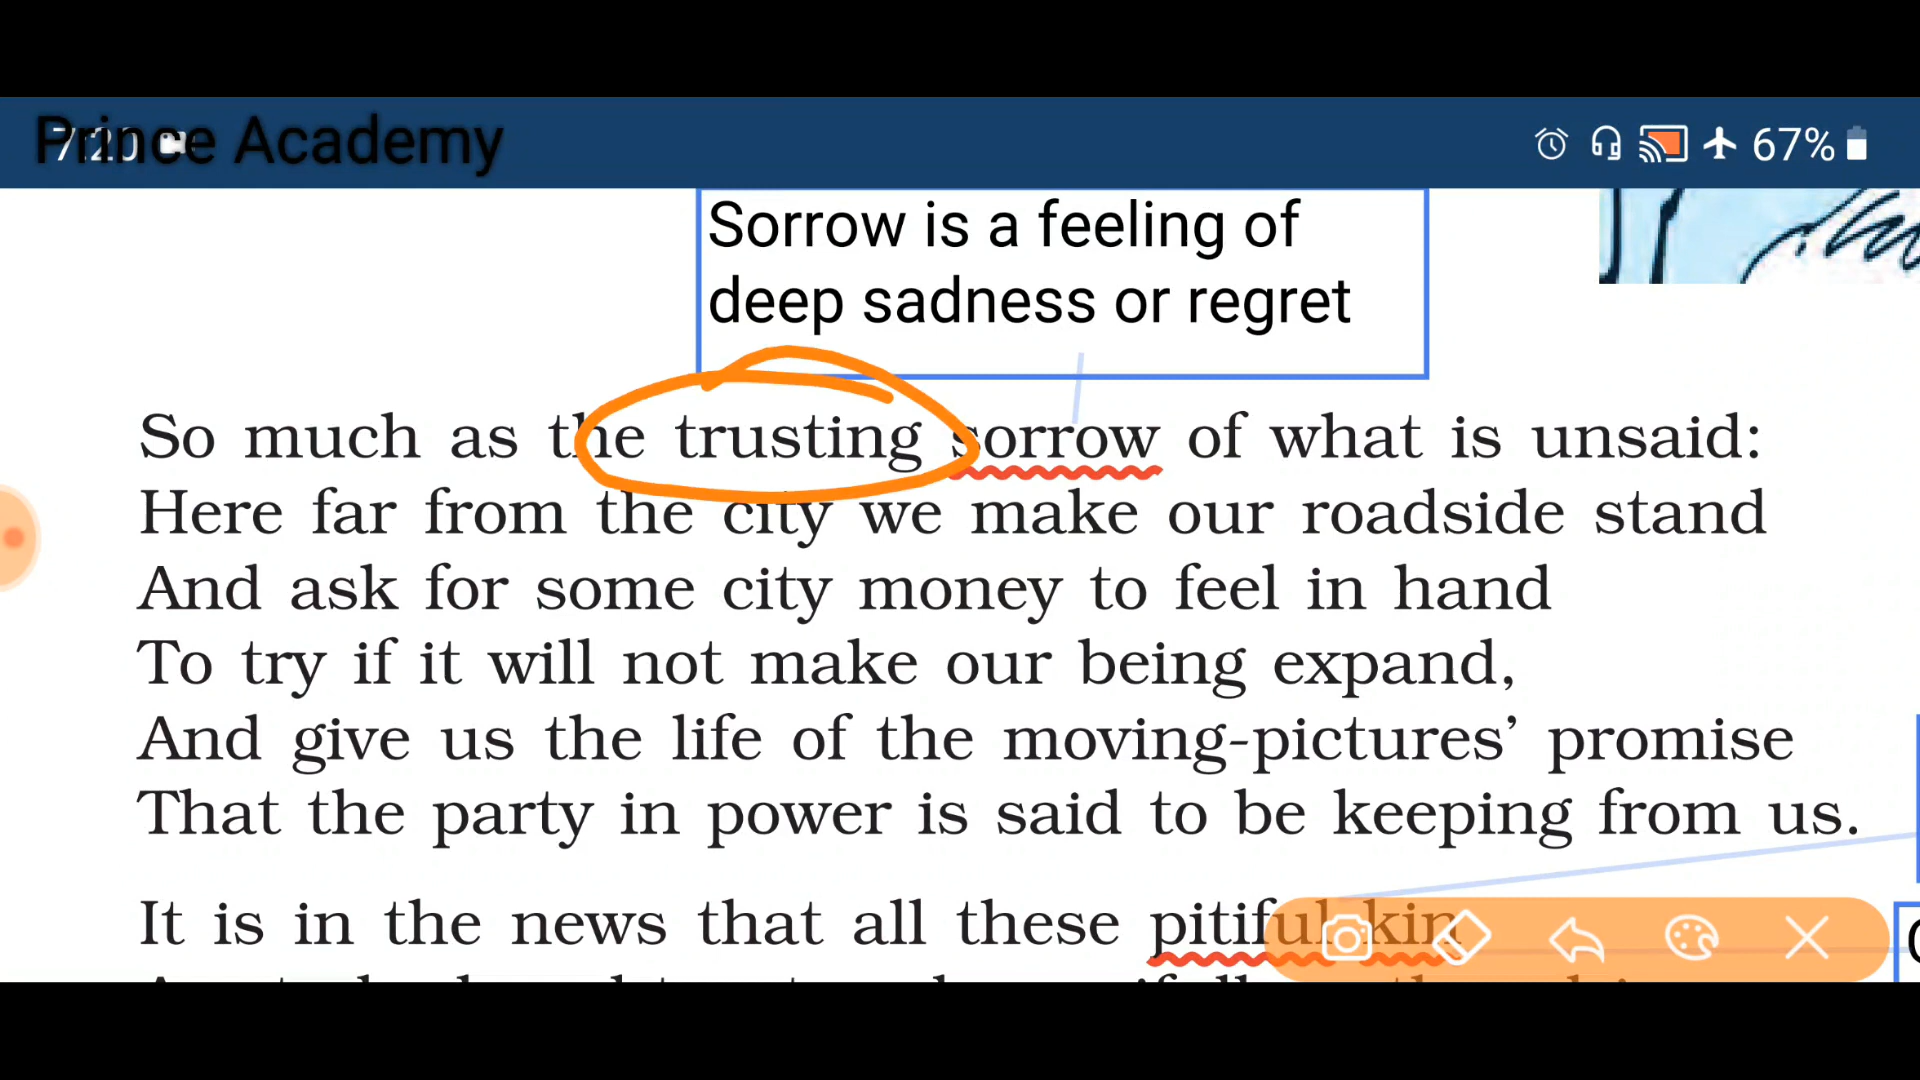 Prince Academy
7:20
67%
Sorrow is a feeling of
deep sadness or regret
So much as the trusting sorrow of what is unsaid:
Here far from the city we make our roadside stand
And ask for some city money to feel in hand
To try if it will not make our being expand,
And give us the life of the moving-pictures’ promise
That the party in power is said to be keeping from us.
It is in the news that all these pitiful kin